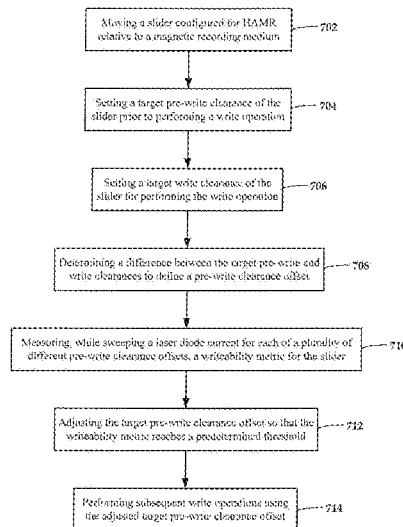 Moving a slider configured for HAMR
relative to a magnetic recording medium
702
Setting a target pre-write clearance of the
slider prior to performing a write operation
704
Setting a target write clearance of the
slider for performing the write operation
706
Determining a difference between the target pre-write and
write clearances to define a pre-write clearance offset
708
Measuring, while sweeping a laser diode current for each of a plurality of
different pre-write clearance offsets, a writeability metric for the slider
710
Adjusting the target pre-write clearance offset so that the
writeability metric reaches a predetermined threshold
712
Performing subsequent write operations using
the adjusted target pre-write clearance offset
714